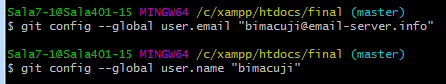 Sala7-1@Sala401-15 MINGW64 /c/xampp/htdocs/final (master)
$ git config --global user.email "bimacuji@email-server.info"
Sala7-1@Sala401-15 MINGW64 /c/xampp/htdocs/final (master)
$ git config --global user.name "bimacuji"